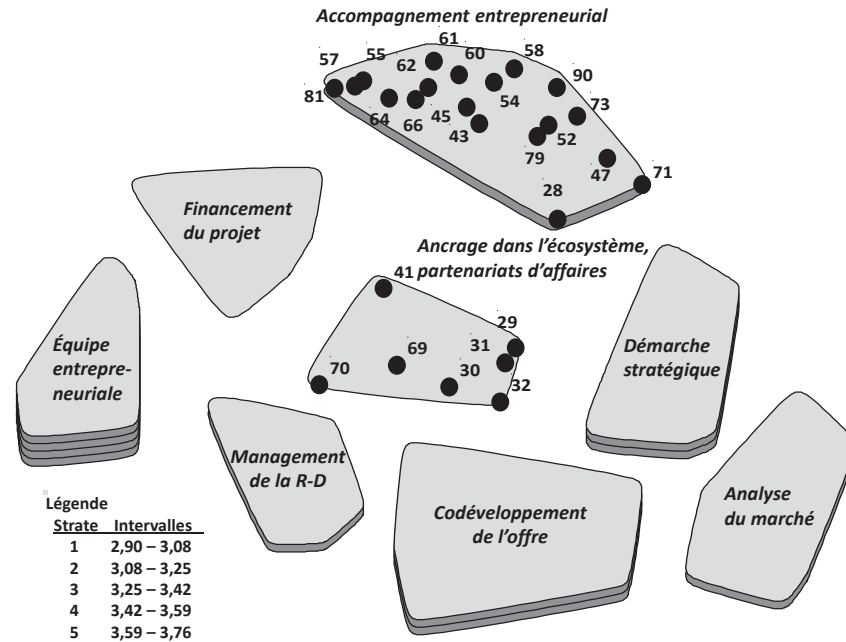 Accompagnement entrepreneurial
61
58
57
55
62
60
90
81
54
73
64
66
45
43
52
79
47
71
28
Financement
du projet
Ancrage dans l'écosystème,
partenariats d'affaires
41
29
31
69
70
30
32
Équipe
entrepre-
neuriale
Démarche
stratégique
Management
de la R-D
Codéveloppement
de l'offre
Analyse
du marché
Légende
Strate Intervalles
1 2,90 – 3,08
2 3,08 – 3,25
3 3,25 – 3,42
4 3,42 – 3,59
5 3,59 – 3,76